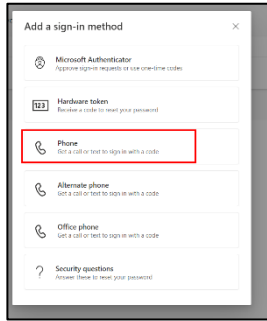 Add a sign-in method
Microsoft Authenticator
Approve sign-in requests or use one-time codes
123
Hardware token
Receive a code to reset your password
Phone
Get a call or text to sign-in with a code
Alternate phone
Get a call or text to sign-in with a code
Office phone
Get a call or text to sign-in with a code
Security questions
Answer these to reset your password